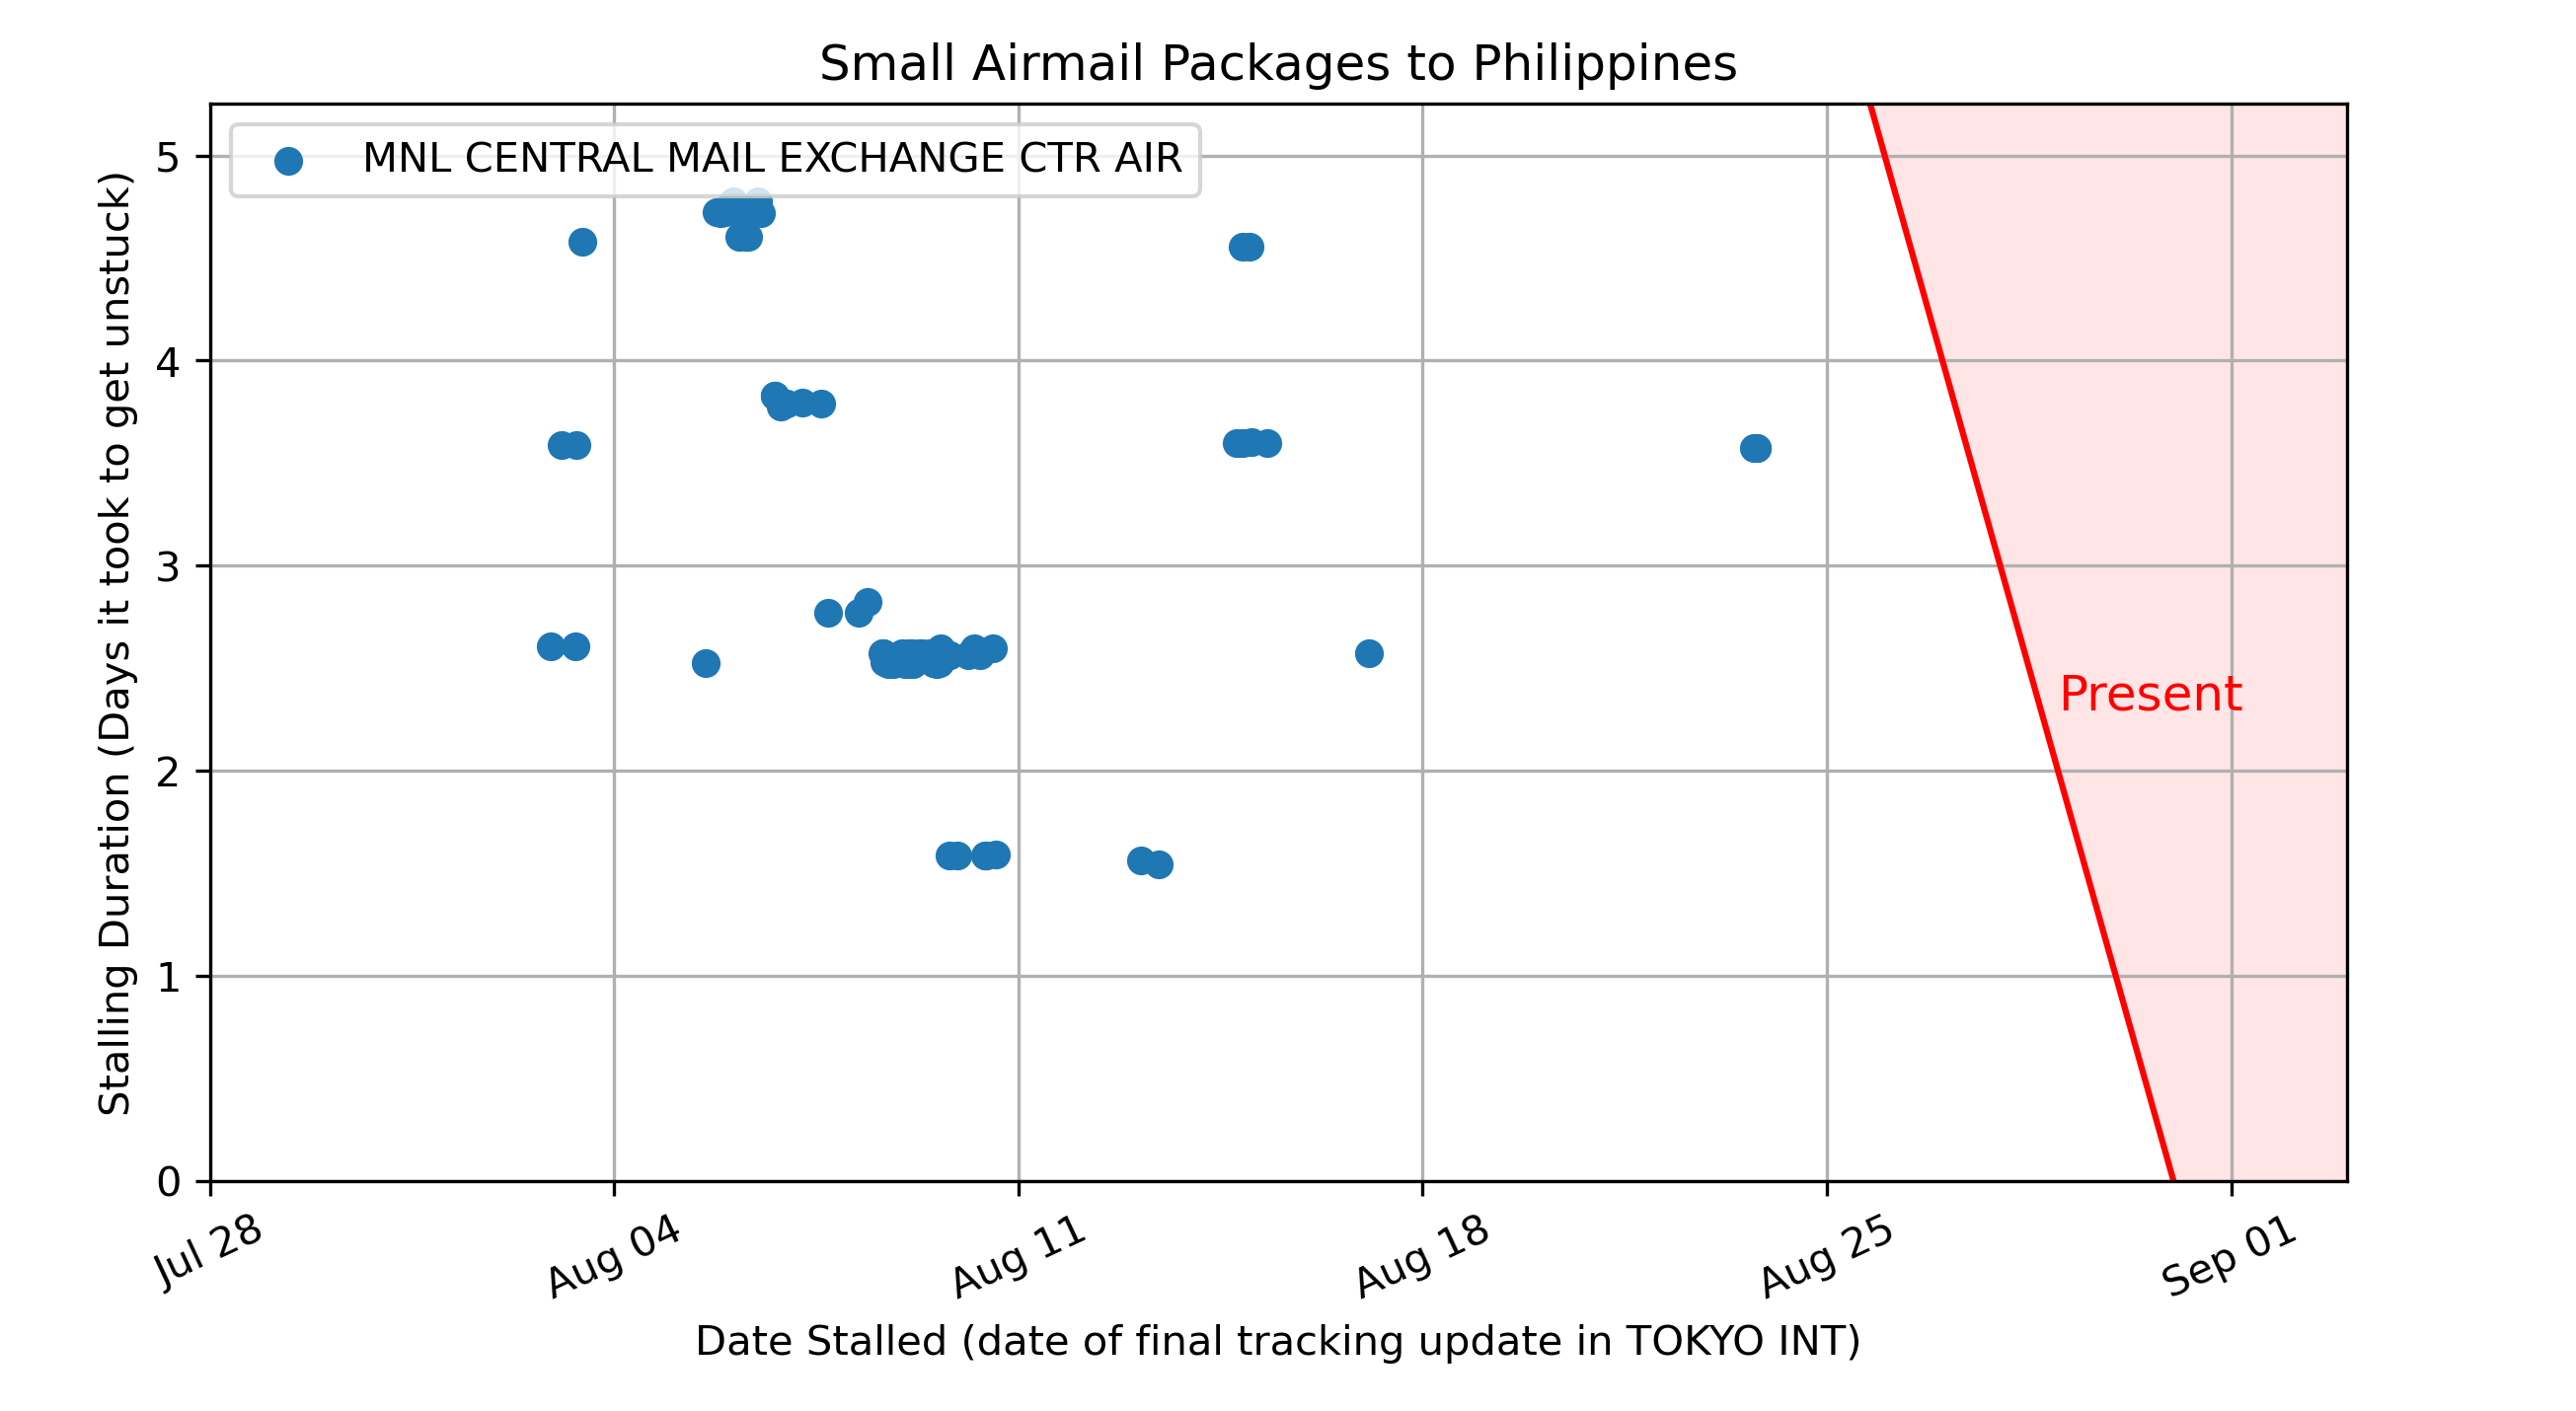 Small Airmail Packages to Philippines
MNL CENTRAL MAIL EXCHANGE CTR AIR
Stalling Duration (Days it took to get unstuck)
5
4
3
2
1
0
Present
Jul 28
Aug 04
Aug 11
Aug 18
Aug 25
Sep 01
Date Stalled (date of final tracking update in TOKYO INT)